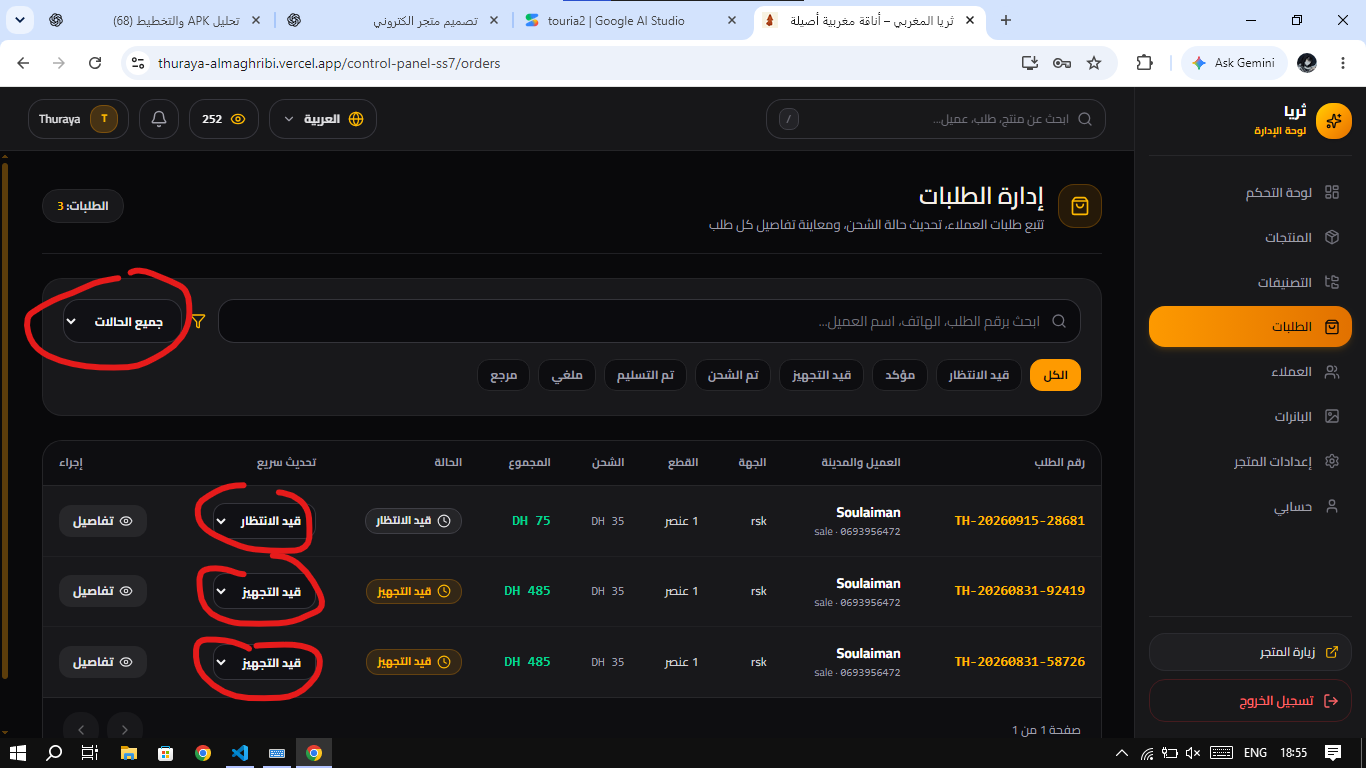 تحليل APK والتخطيط (68)
تصميم متجر الكتروني
touria2 | Google AI Studio
ثريا المغربي – أناقة مغربية أصيلة
thuraya-almaghribi.vercel.app/control-panel-ss7/orders
Ask Gemini
ثريا
لوحة الإدارة
ابحث عن منتج, طلب, عميل...
/
العربية
252
T
Thuraya
لوحة التحكم
المنتجات
التصنيفات
الطلبات
العملاء
البانرات
إعدادات المتجر
حسابي
زيارة المتجر
تسجيل الخروج
إدارة الطلبات
تتبع طلبات العملاء، تحديث حالة الشحن، ومعاينة تفاصيل كل طلب
الطلبات: 3
ابحث برقم الطلب، الهاتف، اسم العميل...
جميع الحالات
الكل قيد الانتظار مؤكد قيد التجهيز تم الشحن تم التسليم ملغي مرجع
رقم الطلب العميل والمدينة الجهة القطع الشحن المجموع الحالة تحديث سريع إجراء
TH-20260915-28681 Soulaiman rsk 1 عنصر 35 DH 75 DH قيد الانتظار قيد الانتظار تفاصيل
sale · 0693956472
TH-20260831-92419 Soulaiman rsk 1 عنصر 35 DH 485 DH قيد التجهيز قيد التجهيز تفاصيل
sale · 0693956472
TH-20260831-58726 Soulaiman rsk 1 عنصر 35 DH 485 DH قيد التجهيز قيد التجهيز تفاصيل
sale · 0693956472
صفحة 1 من 1
ENG 18:55